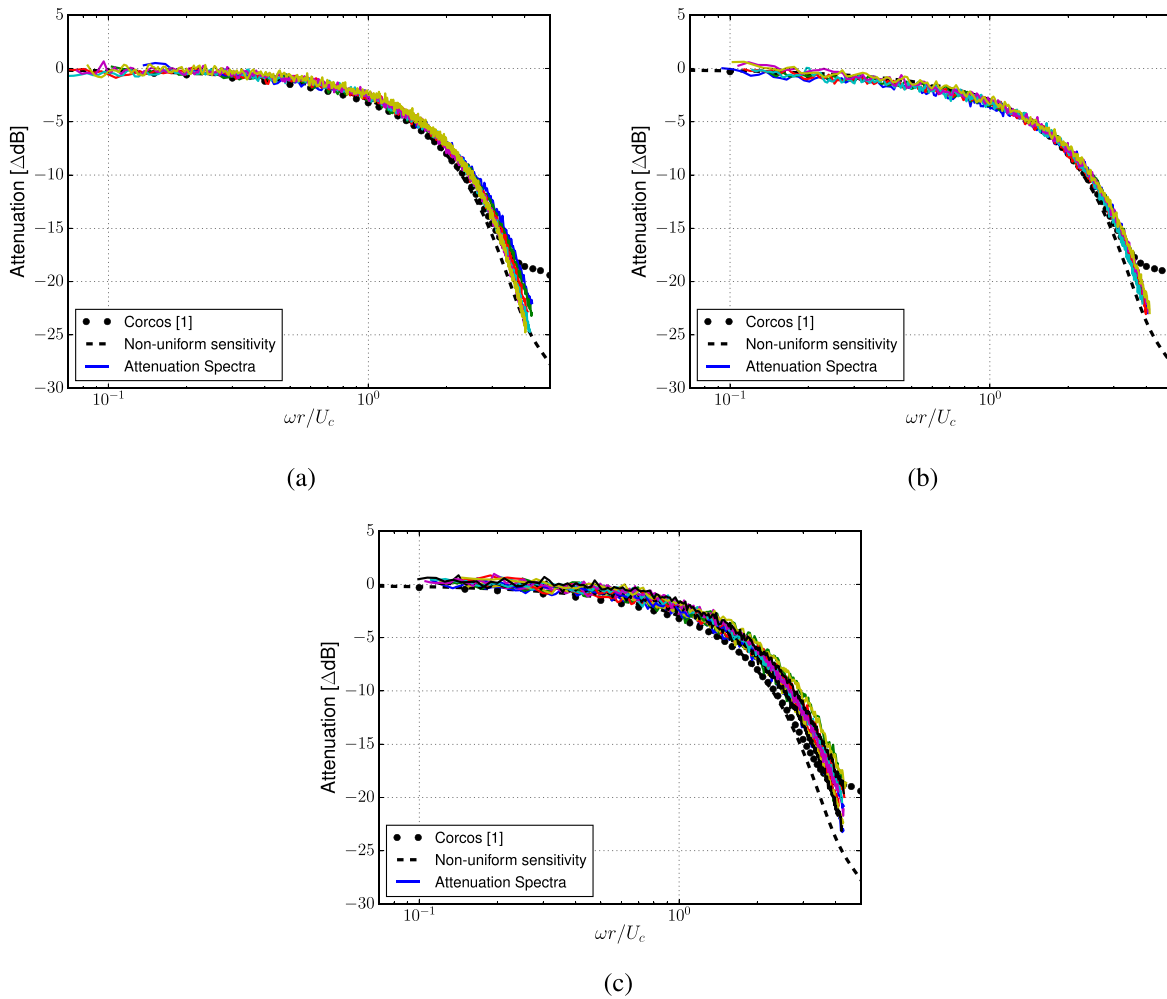 5
0
−5
−10
−15
−20
−25
−30
Attenuation [△dB]
Corcos [1]
Non-uniform sensitivity
Attenuation Spectra
10⁻¹
10⁰
ωr/U_c
(a)
5
0
−5
−10
−15
−20
−25
−30
Attenuation [△dB]
Corcos [1]
Non-uniform sensitivity
Attenuation Spectra
10⁻¹
10⁰
ωr/U_c
(b)
5
0
−5
−10
−15
−20
−25
−30
Attenuation [△dB]
Corcos [1]
Non-uniform sensitivity
Attenuation Spectra
10⁻¹
10⁰
ωr/U_c
(c)